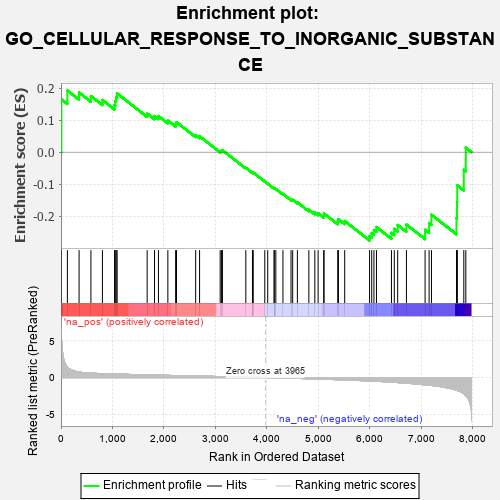 Enrichment plot:
GO_CELLULAR_RESPONSE_TO_INORGANIC_SUBSTAN
CE
Enrichment score (ES)
0.2
0.1
0.0
-0.1
-0.2
'na_pos' (positively correlated)
Ranked list metric (PreRanked)
5
0
-5
Zero cross at 3965
'na_neg' (negatively correlated)
0
1,000
2,000
3,000
4,000
5,000
6,000
7,000
8,000
Rank in Ordered Dataset
Enrichment profile
Hits
Ranking metric scores